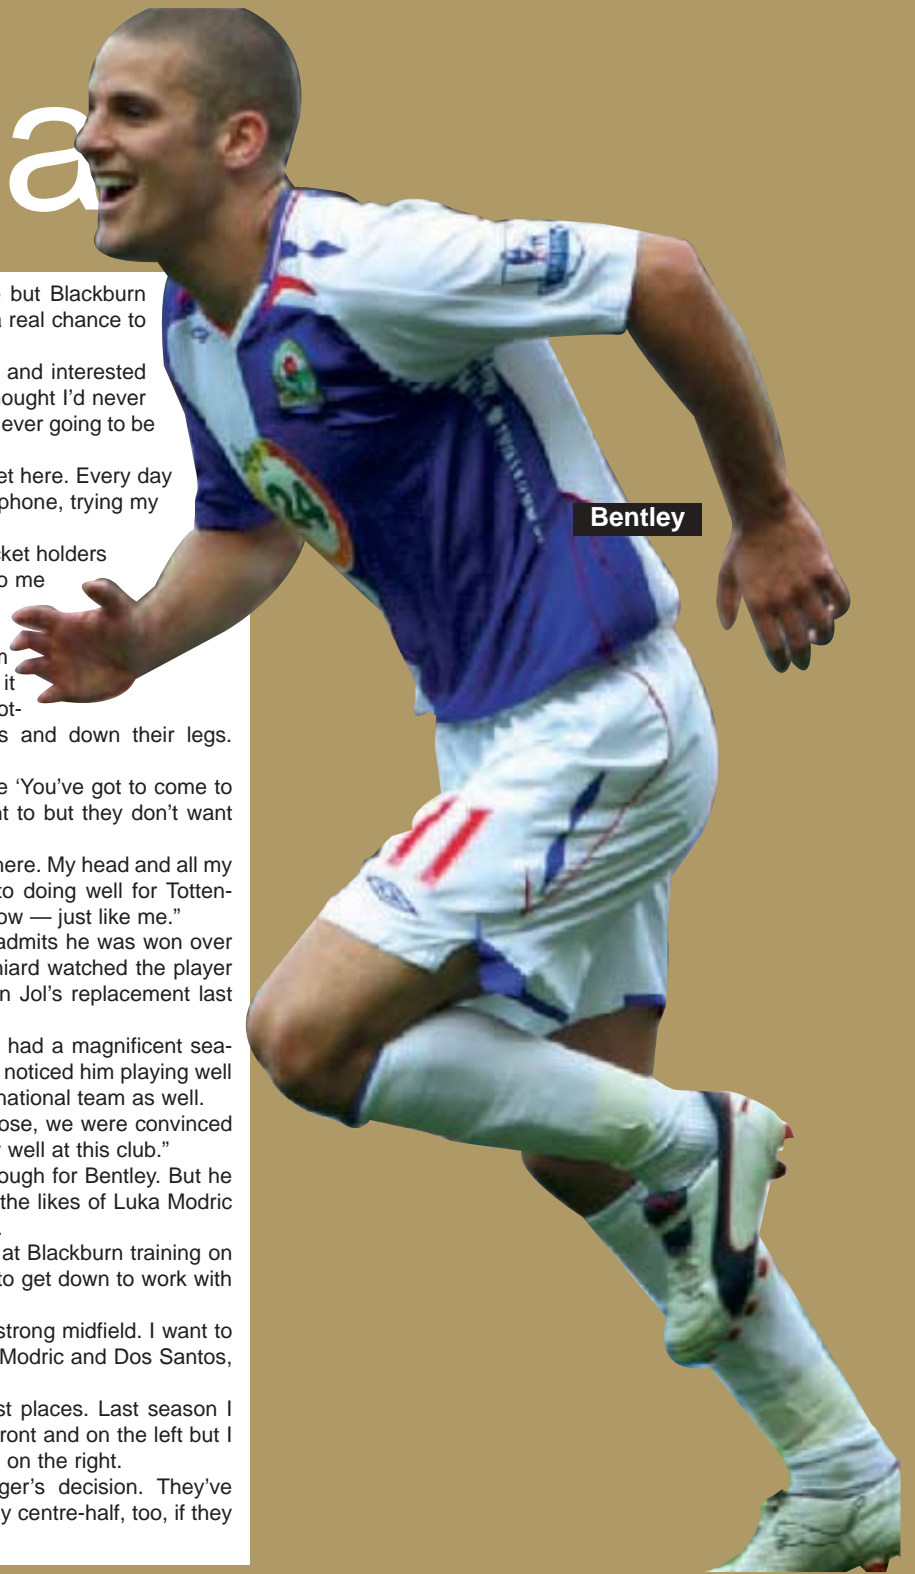 a
but Blackburn
real chance to
and interested
ought I'd never
ever going to be
et here. Every day
phone, trying my
ket holders
o me
it
ot-
s and down their legs.
e ‘You've got to come to
t to but they don't want
here. My head and all my
to doing well for Totten-
ow — just like me.”
admits he was won over
niard watched the player
n Jol's replacement last
had a magnificent sea-
noticed him playing well
national team as well.
ose, we were convinced
well at this club.”
ough for Bentley. But he
the likes of Luka Modric
at Blackburn training on
to get down to work with
strong midfield. I want to
Modric and Dos Santos,
st places. Last season I
ront and on the left but I
on the right.
ger's decision. They've
y centre-half, too, if they
Bentley
24
11